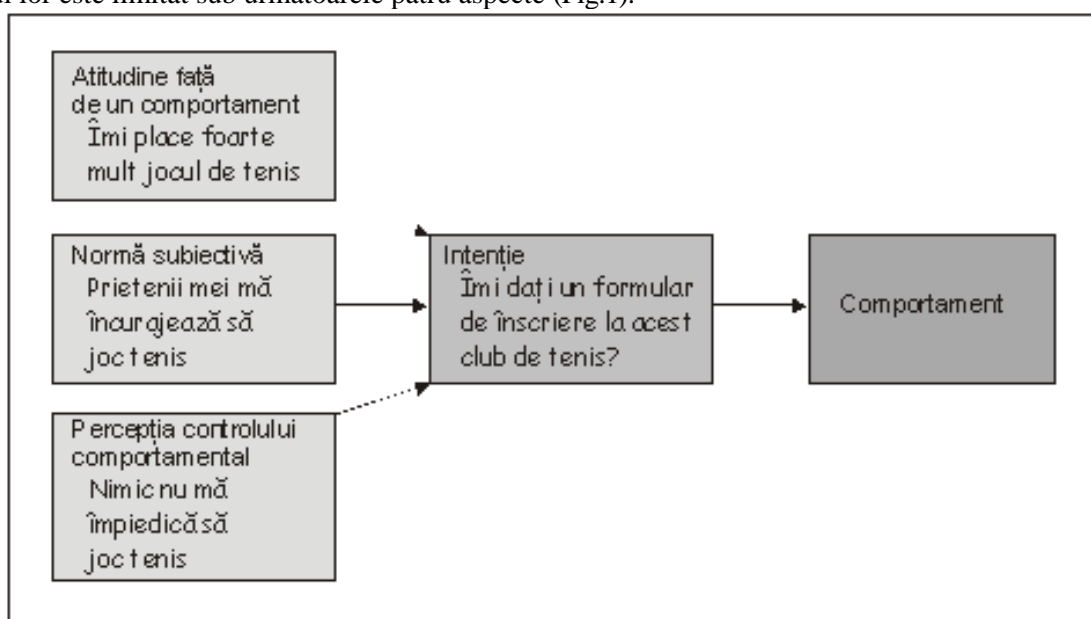 lor este limitat sub următoarele patru aspecte (Fig.1).
Atitudine față
de un comportament
Îmi place foarte
mult jocul de tenis
Normă subiectivă
Prietenii mei mă
încurajează să
joc tenis
Percepția controlului
comportamental
Nimic nu mă
împiedică să
joc tenis
Intenție
Îmi dați un formular
de înscriere la acest
club de tenis?
Comportament